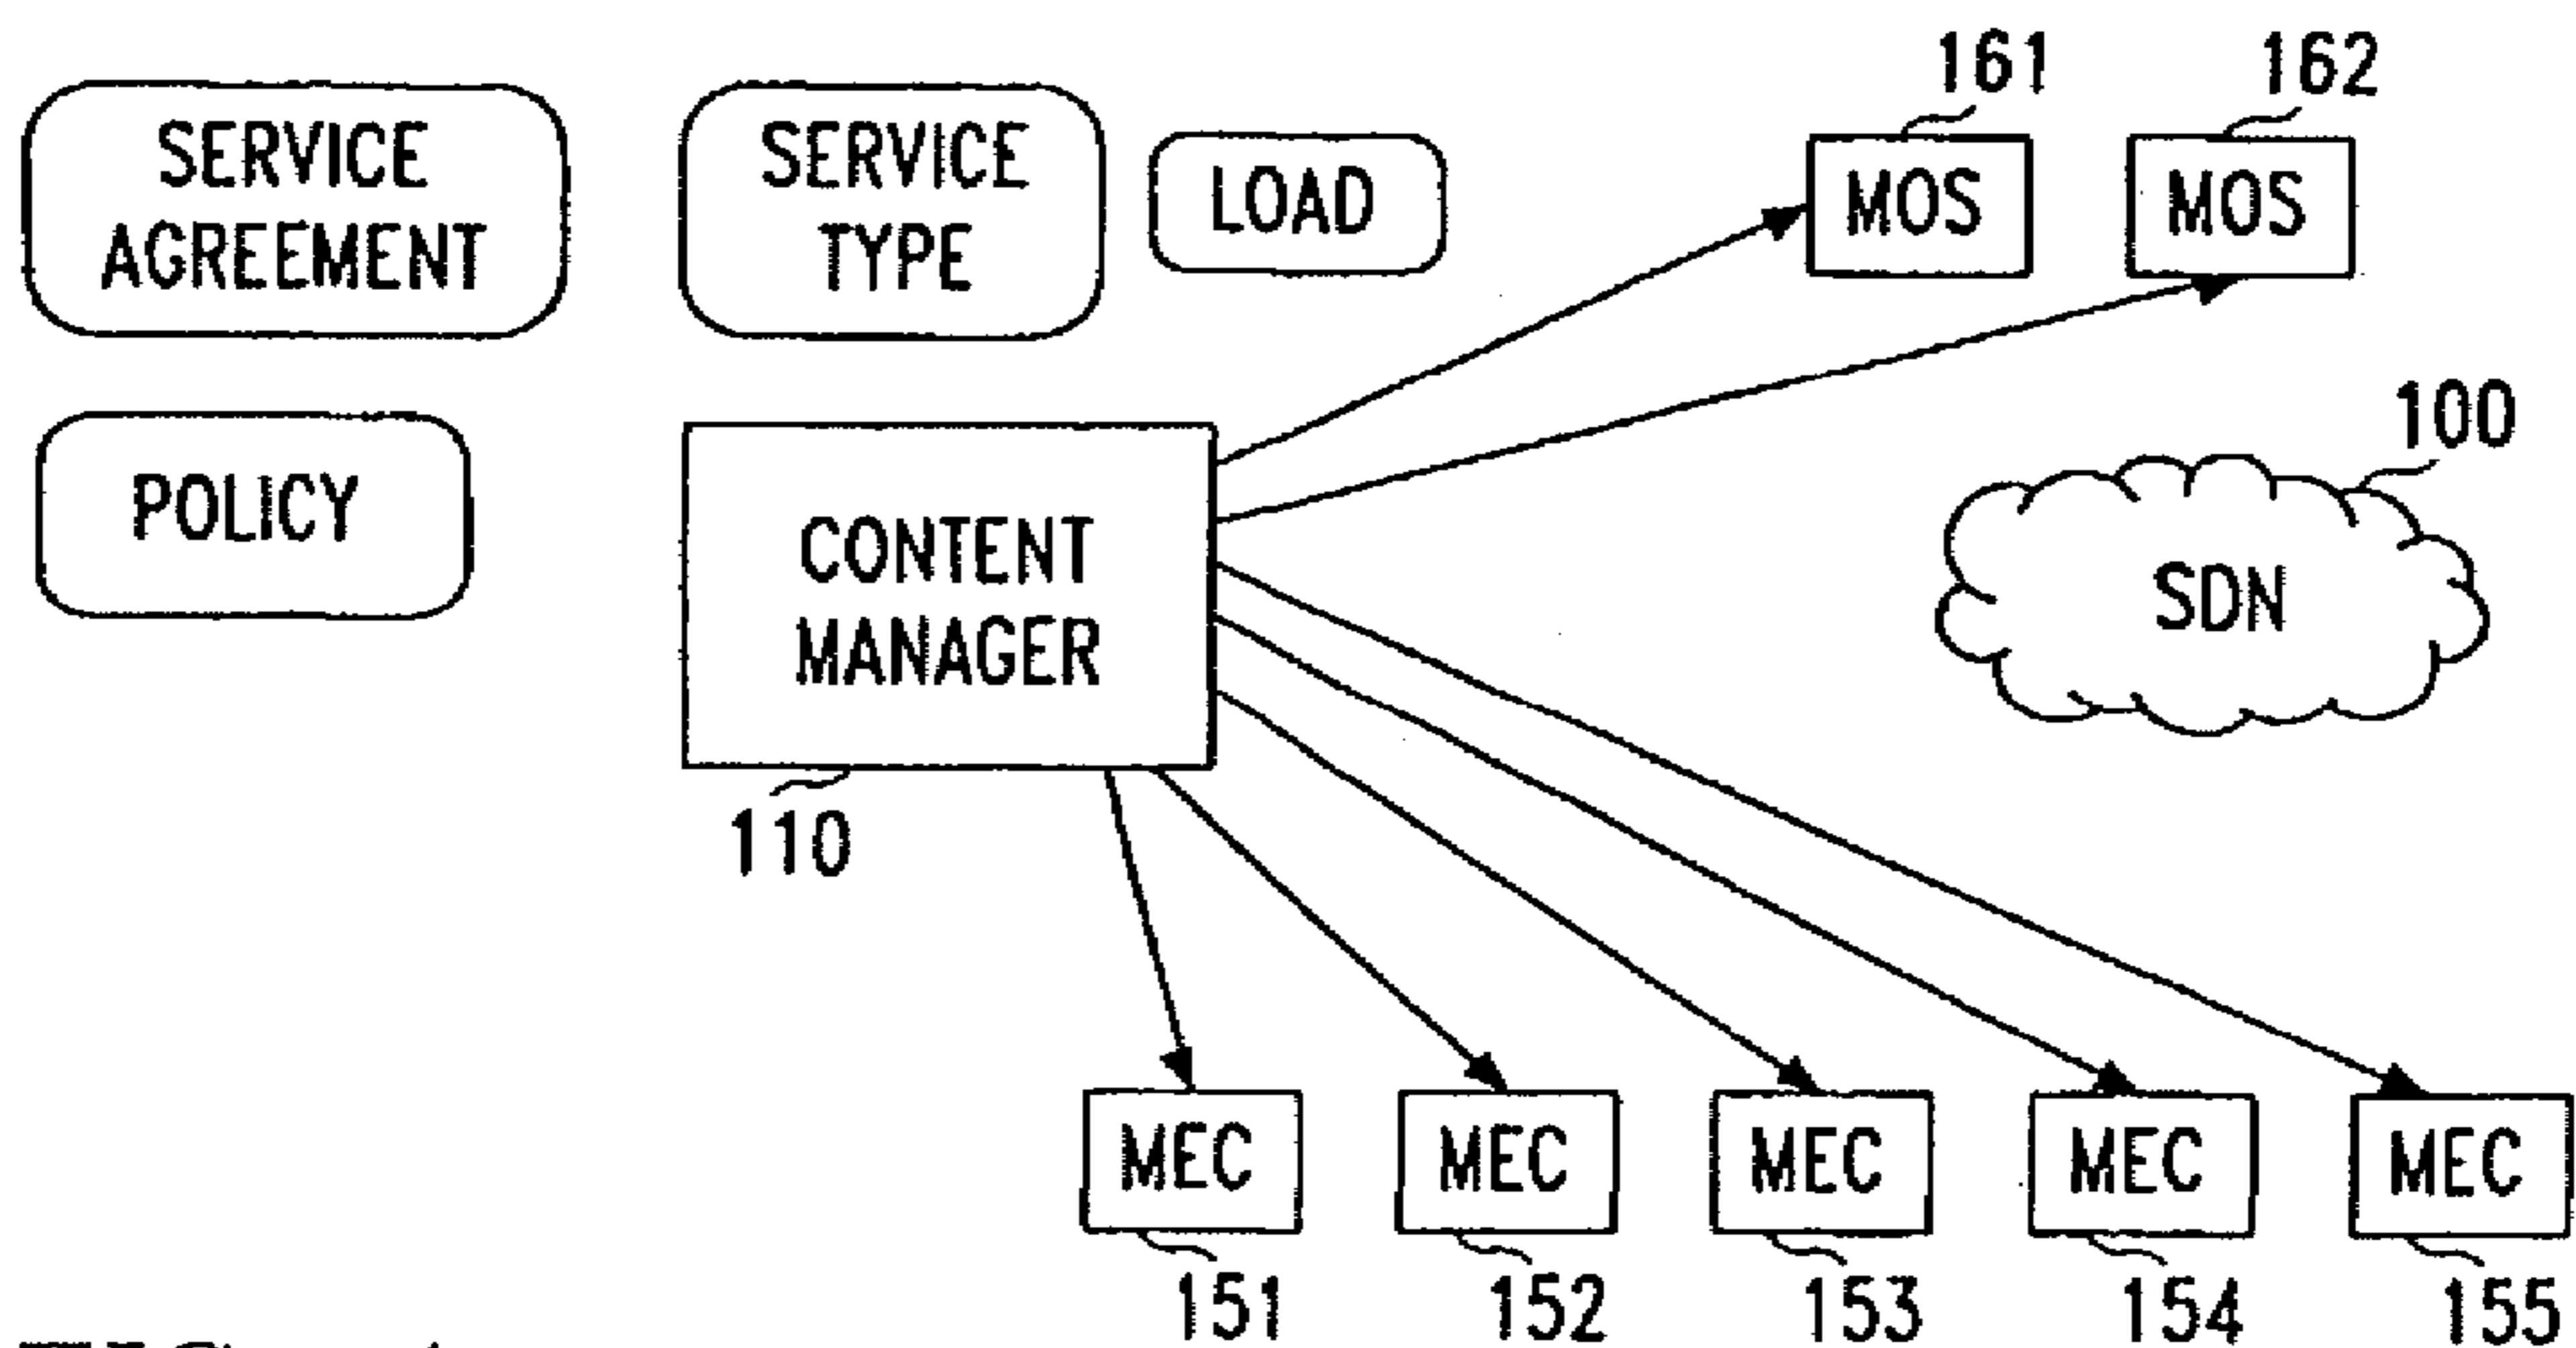 161
162
SERVICE
AGREEMENT
SERVICE
TYPE
LOAD
MOS
MOS
100
POLICY
CONTENT
MANAGER
SDN
110
MEC
MEC
MEC
MEC
MEC
151
152
153
154
155